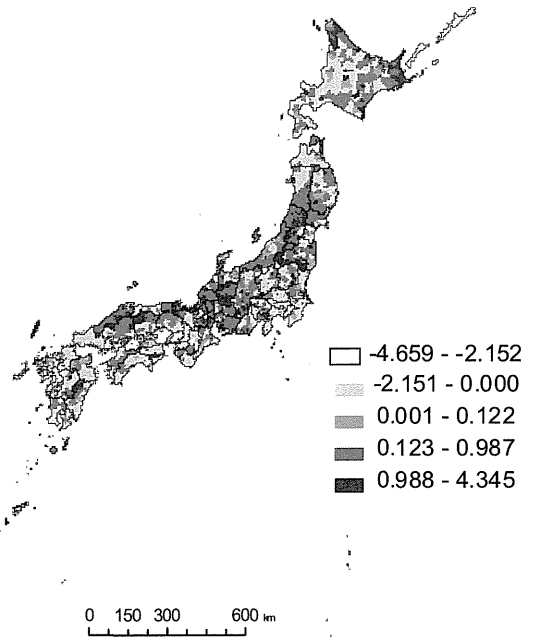 -4.659 - -2.152
-2.151 - 0.000
0.001 - 0.122
0.123 - 0.987
0.988 - 4.345
0 150 300 600 km